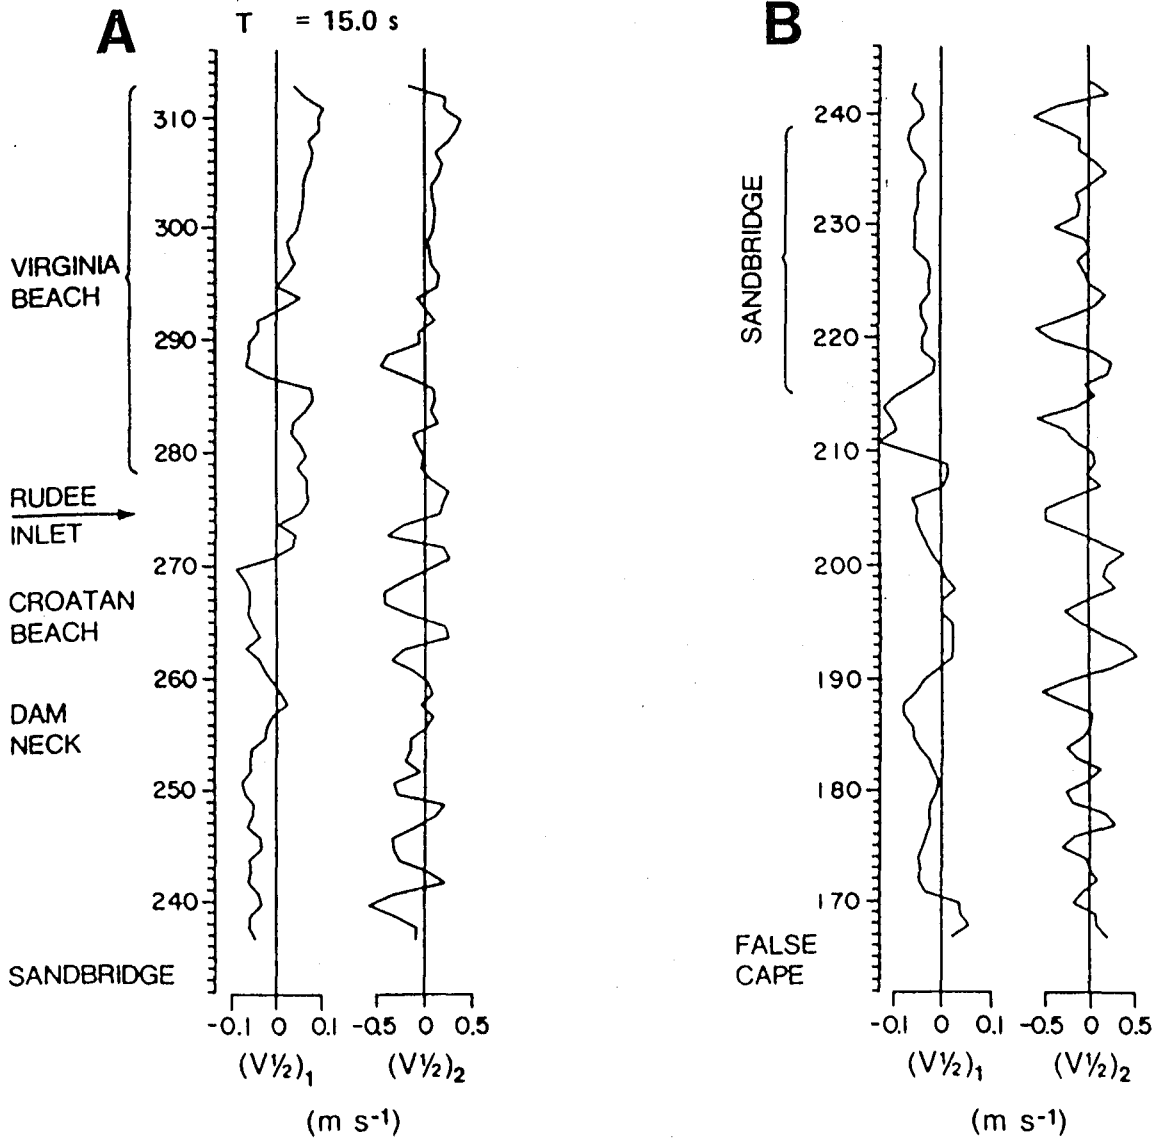 A
T = 15.0 s
310
300
VIRGINIA
BEACH
290
280
RUDEE
INLET
270
CROATAN
BEACH
260
DAM
NECK
250
240
SANDBRIDGE
-0.1 0 0.1 -0.5 0 0.5
(V½)1 (V½)2
(m s-1)
B
240
230
SANDBRIDGE
220
210
200
190
180
170
FALSE
CAPE
-0.1 0 0.1 -0.5 0 0.5
(V½)1 (V½)2
(m s-1)